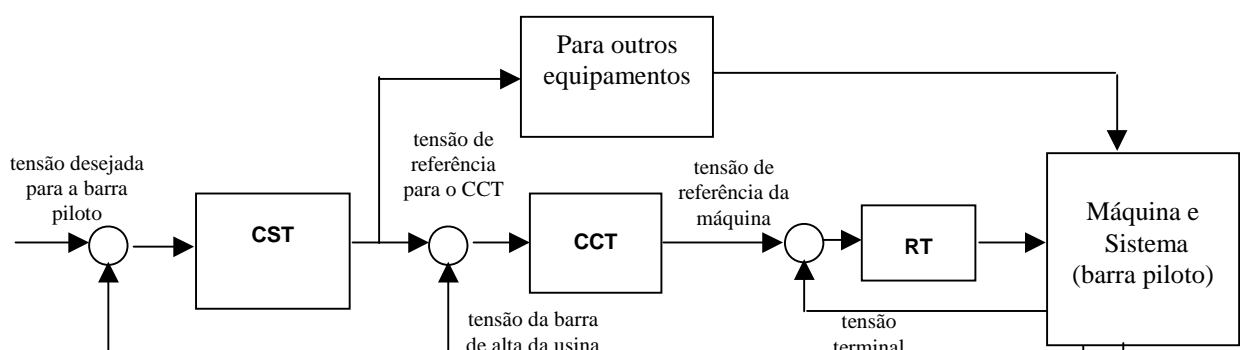 Para outros
equipamentos
tensão de
referência
para o CCT
tensão desejada
para a barra
piloto
tensão de
referência da
máquina
CST
CCT
RT
Máquina e
Sistema
(barra piloto)
tensão da barra
de alta da usina
tensão
terminal